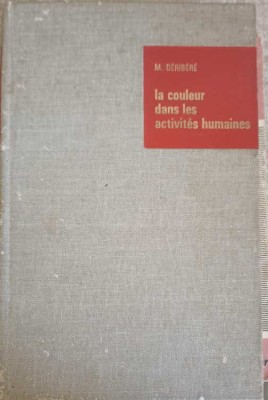 M. DÉRIBÉRÉ
la couleur
dans les
activités humaines